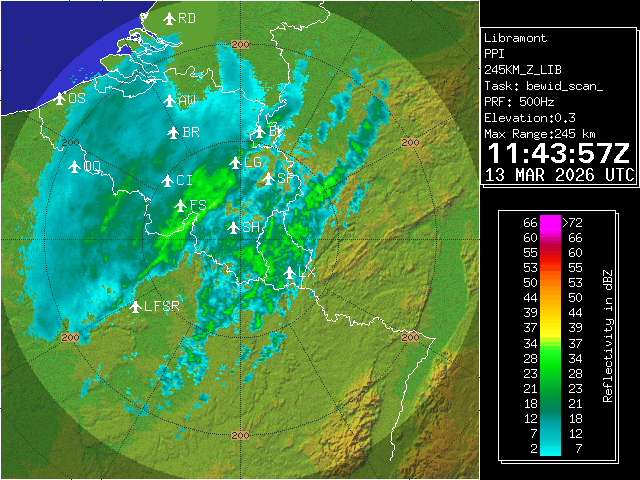 RD
200
OS
AW
BR
BL
200
200
LG
QQ
CI
SP
FS
SH
LX
LFSR
200
200
200
Libramont
PPI
245KM_Z_LIB
Task: bewid_scan_
PRF: 500Hz
Elevation:0.3
Max Range:245 km
11:43:57Z
13 MAR 2026 UTC
66 >72
60 66
55 60
53 55
50 53
44 50
39 44
37 39
34 37
28 34
23 28
21 23
18 21
12 18
7 12
2 7
Reflectivity in dBZ